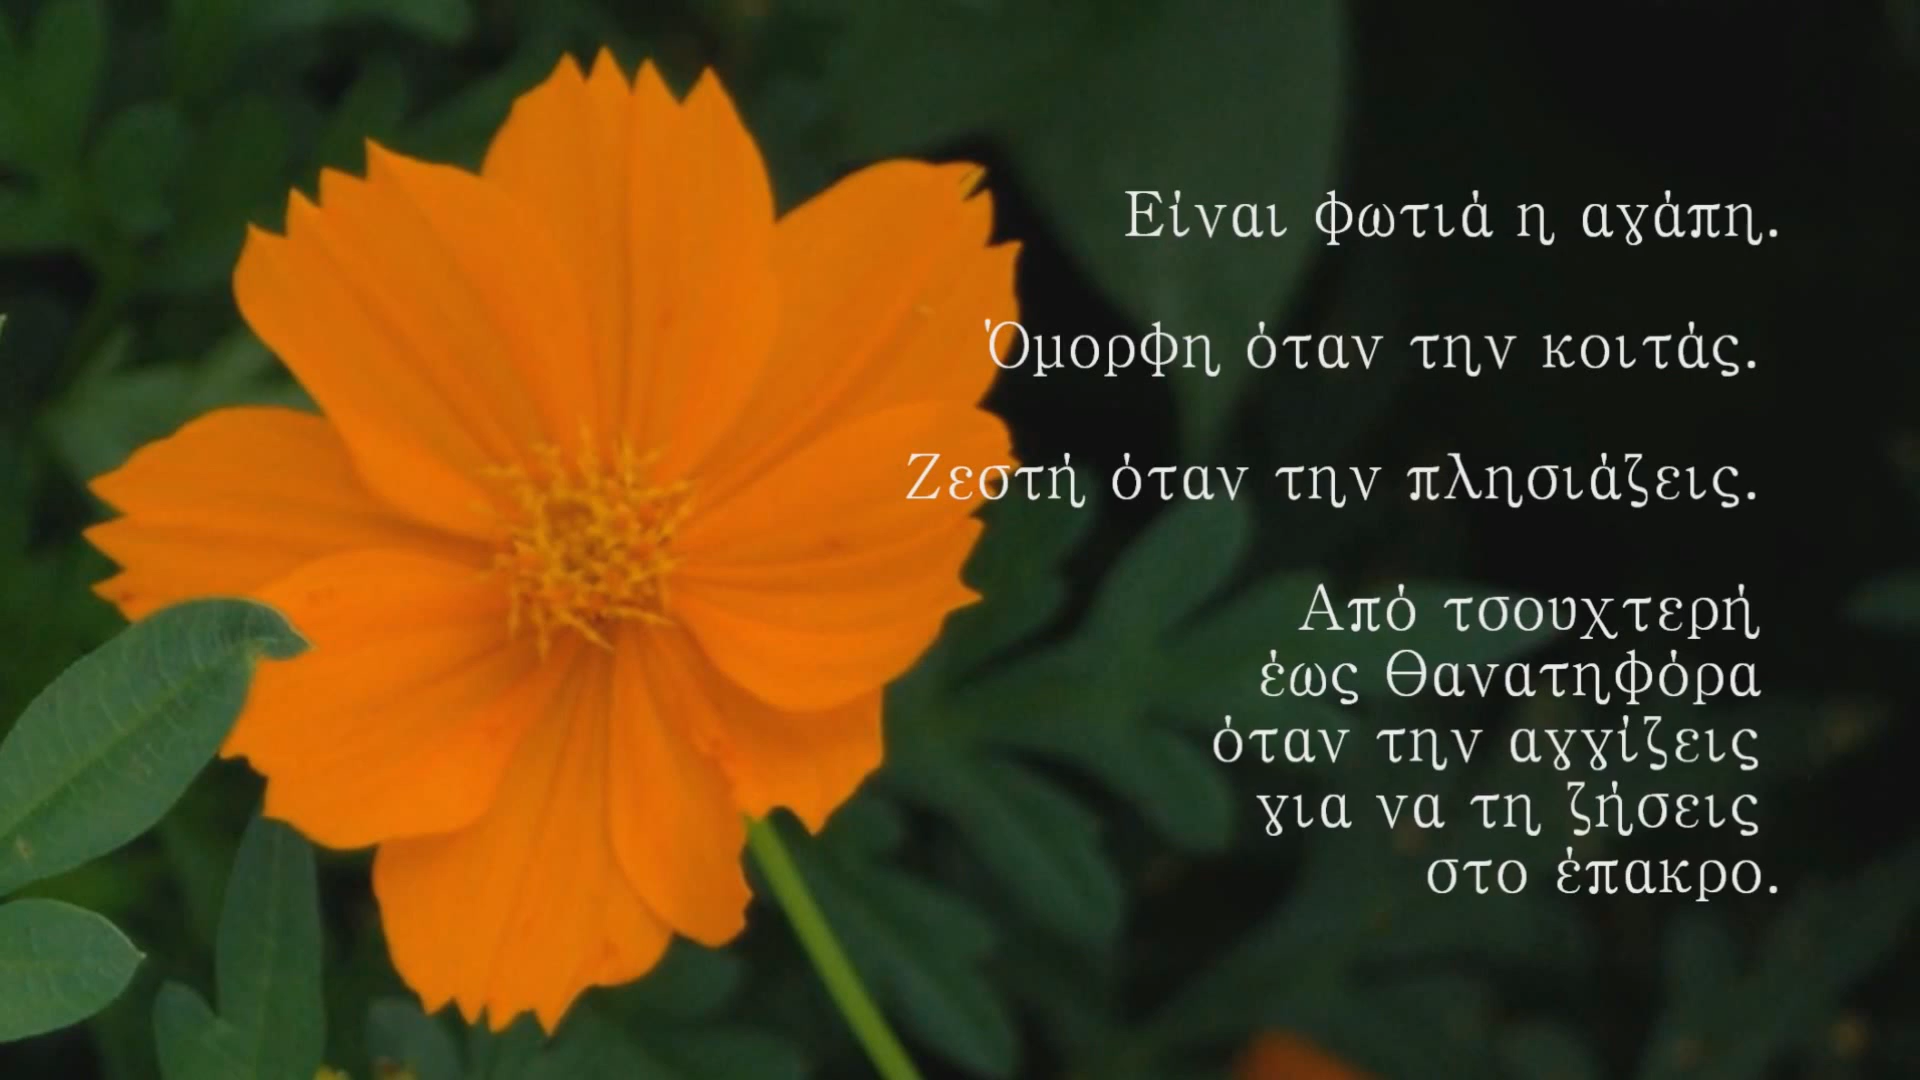 Είναι φωτιά η αγάπη.
Όμορφη όταν την κοιτάς.
Ζεστή όταν την πλησιάζεις.
Από τσουχτερή
έως θανατηφόρα
όταν την αγγίζεις
για να τη ζήσεις
στο έπακρο.